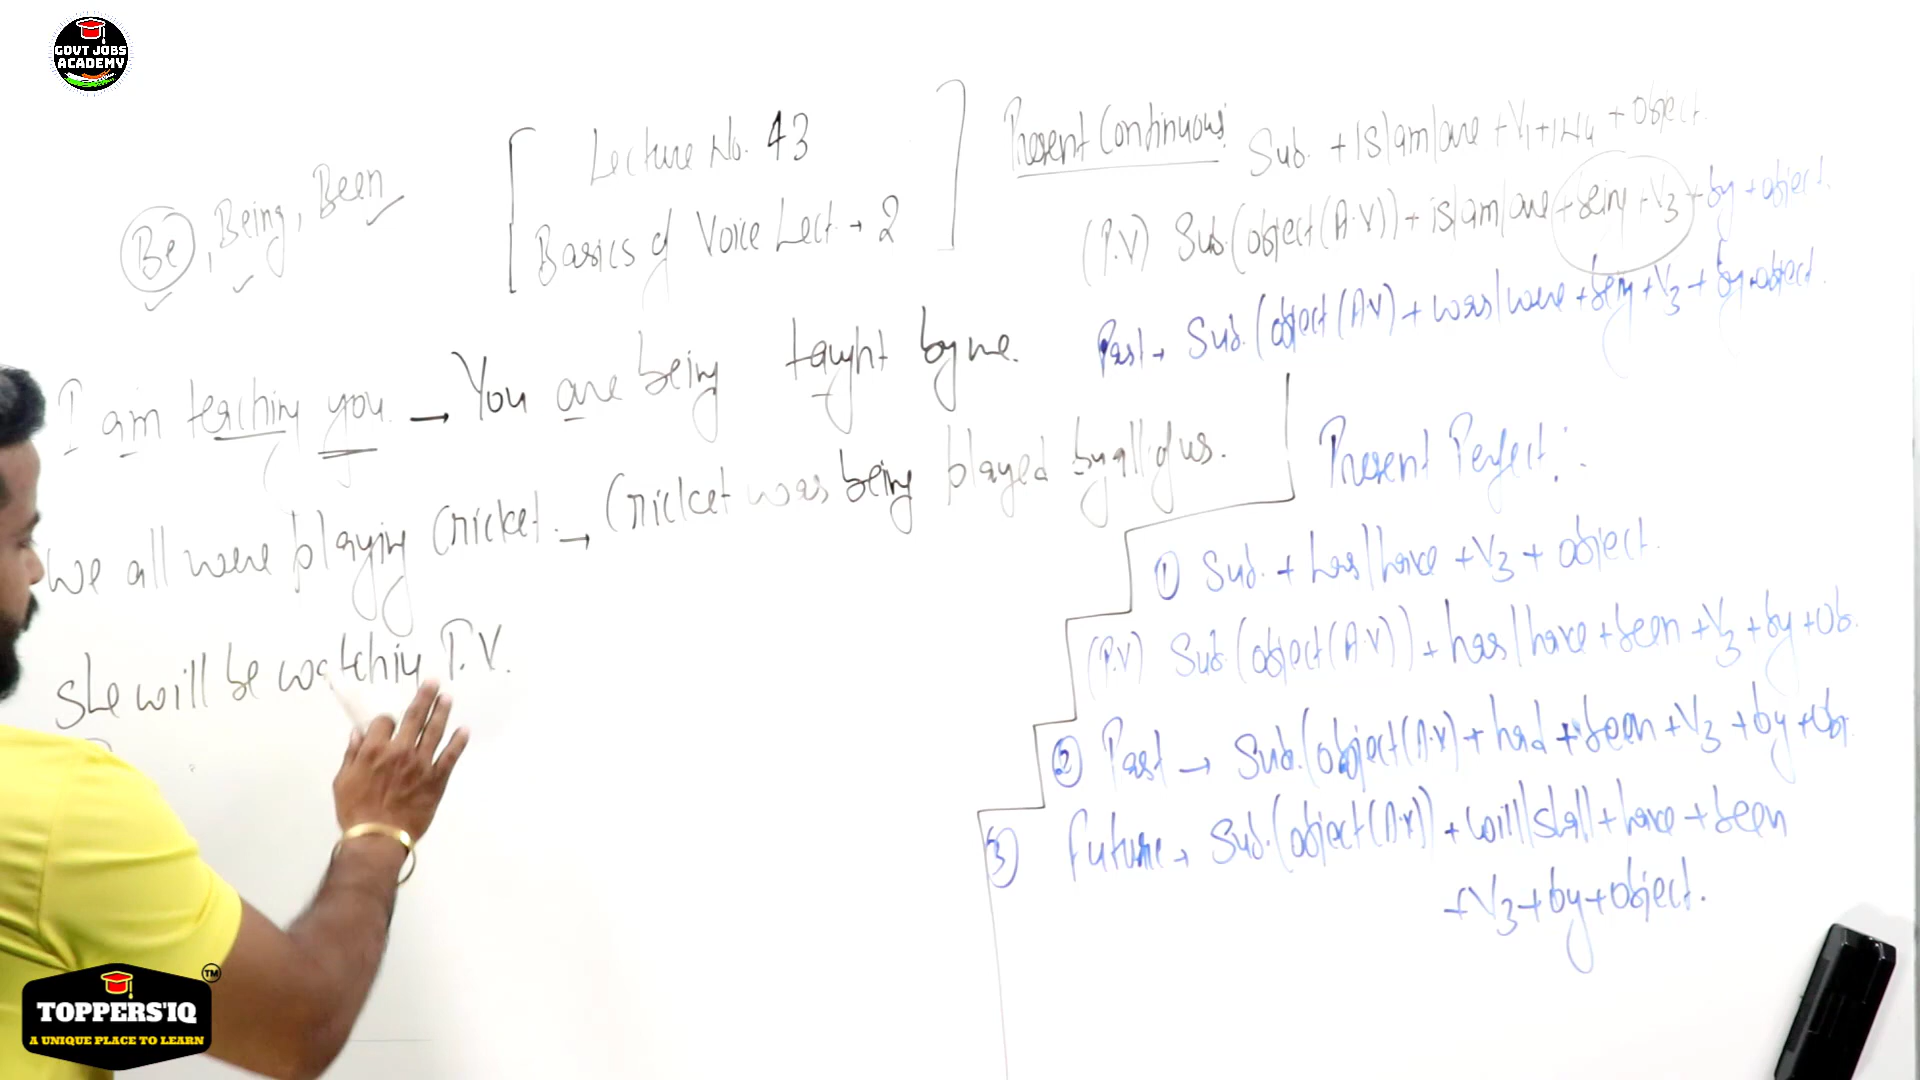 GOVT JOBS
ACADEMY
Be, Being, Been
Lecture No. 43
Basics of Voice Lect → 2
Present Continuous: Sub. + is/am/are + V1 + ing + object.
(P.V) Sub. (object (A.V)) + is/am/are + being + V3 + by + object.
Past → Sub. (object (A.V) + was/were + being + V3 + by + object.
I am teaching you. → You are being taught by me.
We all were playing Cricket. → Cricket was being played by all of us.
She will be watching T.V.
Present Perfect:
① Sub. + has/have + V3 + object.
(P.V) Sub. (object (A.V)) + has/have + been + V3 + by + ob.
② Past → Sub. (object (A.V) + had + been + V3 + by + obj.
③ Future → Sub. (object (A.V)) + will/shall + have + been
+ V3 + by + object.
TOPPERS'IQ
TM
A UNIQUE PLACE TO LEARN